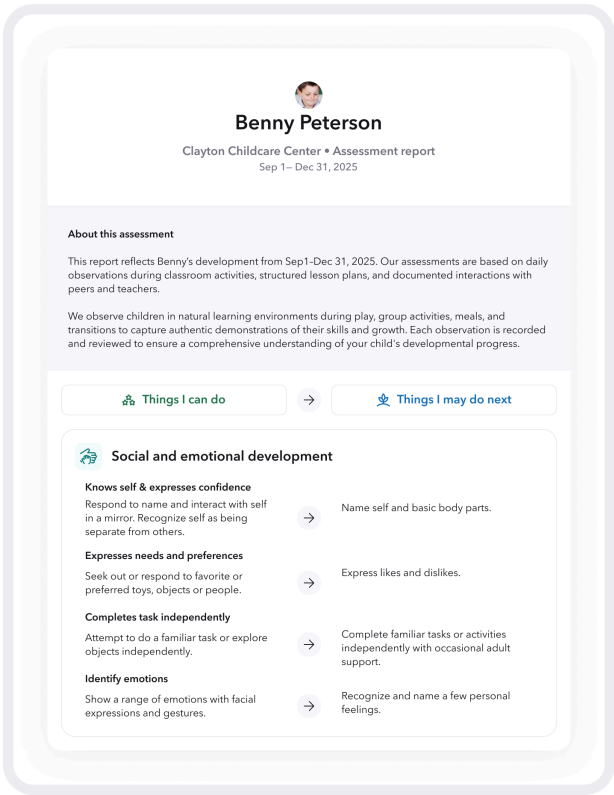 Benny Peterson
Clayton Childcare Center • Assessment report
Sep 1– Dec 31, 2025
About this assessment
This report reflects Benny's development from Sep1–Dec 31, 2025. Our assessments are based on daily
observations during classroom activities, structured lesson plans, and documented interactions with
peers and teachers.
We observe children in natural learning environments during play, group activities, meals, and
transitions to capture authentic demonstrations of their skills and growth. Each observation is recorded
and reviewed to ensure a comprehensive understanding of your child's developmental progress.
Things I can do
Things I may do next
Social and emotional development
Knows self & expresses confidence
Respond to name and interact with self
in a mirror. Recognize self as being
separate from others.
Name self and basic body parts.
Expresses needs and preferences
Seek out or respond to favorite or
preferred toys, objects or people.
Express likes and dislikes.
Completes task independently
Attempt to do a familiar task or explore
objects independently.
Complete familiar tasks or activities
independently with occasional adult
support.
Identify emotions
Show a range of emotions with facial
expressions and gestures.
Recognize and name a few personal
feelings.